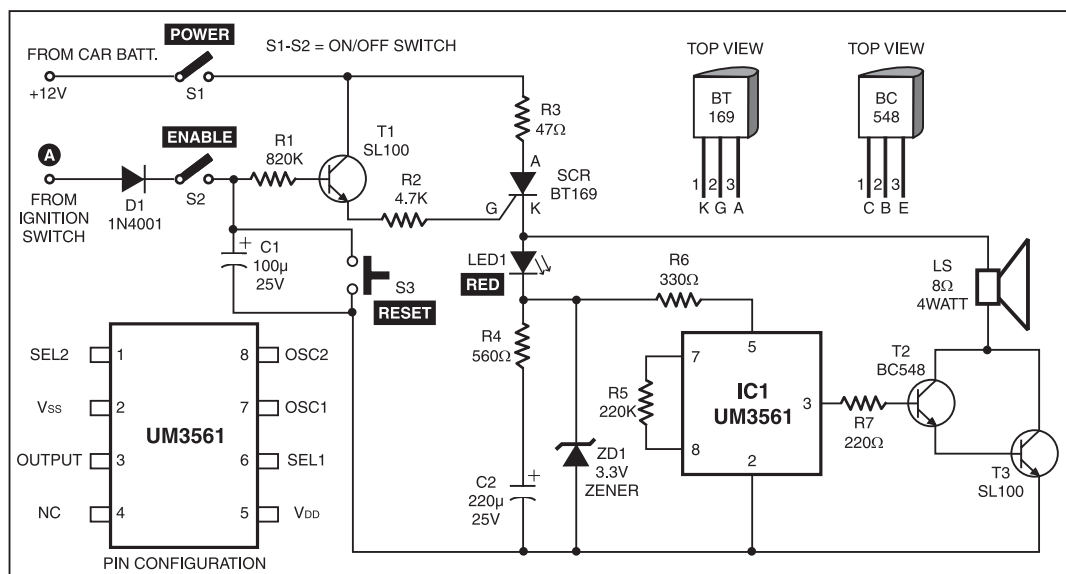 POWER
FROM CAR BATT.
S1-S2 = ON/OFF SWITCH
TOP VIEW
TOP VIEW
+12V
S1
BT
169
BC
548
R3
47Ω
ENABLE
T1
SL100
R1
820K
A
A
SCR
BT169
1 2 3
K G A
1 2 3
C B E
R2
4.7K
G
K
FROM
IGNITION
SWITCH
D1
1N4001
S2
+
C1
100µ
25V
S3
RESET
LED1
RED
R6
330Ω
LS
8Ω
4WATT
R4
560Ω
SEL2
1
8
OSC2
VSS
2
7
OSC1
UM3561
OUTPUT
3
6
SEL1
NC
4
5
VDD
PIN CONFIGURATION
5
7
R5
220K
IC1
UM3561
3
8
2
T2
BC548
R7
220Ω
T3
SL100
ZD1
3.3V
ZENER
+
C2
220µ
25V